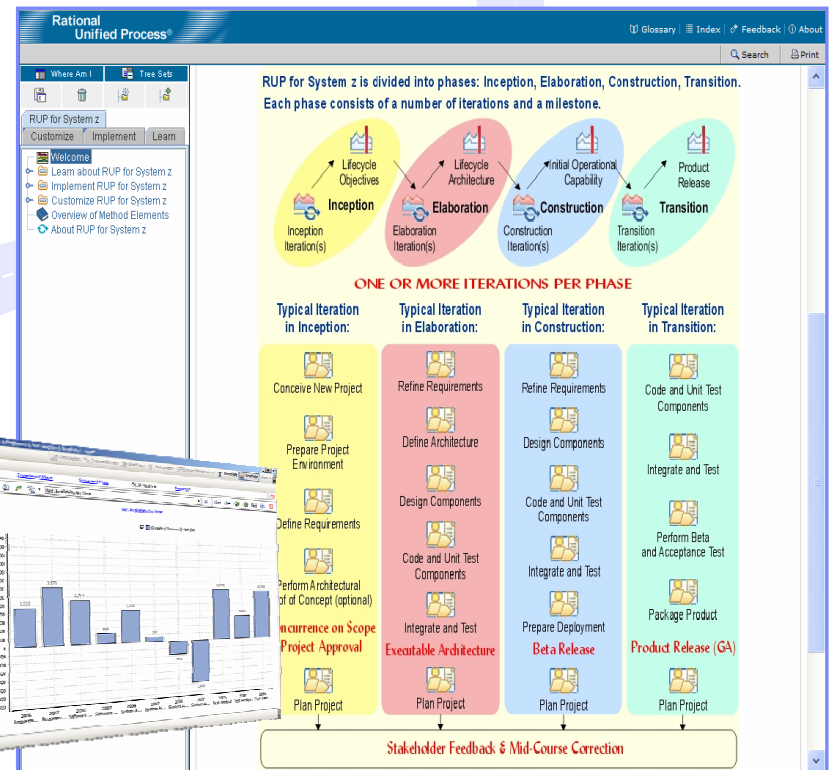 Rational
Unified Process®
Glossary
Index
Feedback
About
Search
Print
Where Am I
Tree Sets
RUP for System z
Customize
Implement
Learn
Welcome
Learn about RUP for System z
Implement RUP for System z
Customize RUP for System z
Overview of Method Elements
About RUP for System z
RUP for System z is divided into phases: Inception, Elaboration, Construction, Transition.
Each phase consists of a number of iterations and a milestone.
Lifecycle
Objectives
Inception
Inception
Iteration(s)
Lifecycle
Architecture
Elaboration
Elaboration
Iteration(s)
Initial Operational
Capability
Construction
Construction
Iteration(s)
Product
Release
Transition
Transition
Iteration(s)
ONE OR MORE ITERATIONS PER PHASE
Typical Iteration
in Inception:
Conceive New Project
Prepare Project
Environment
Define Requirements
Perform Architectural
of of Concept (optional)
ncurrence on Scope
Project Approval
Plan Project
Typical Iteration
in Elaboration:
Refine Requirements
Define Architecture
Design Components
Code and Unit Test
Components
Integrate and Test
Executable Architecture
Plan Project
Typical Iteration
in Construction:
Refine Requirements
Design Components
Code and Unit Test
Components
Integrate and Test
Prepare Deployment
Beta Release
Plan Project
Typical Iteration
in Transition:
Code and Unit Test
Components
Integrate and Test
Perform Beta
and Acceptance Test
Package Product
Product Release (GA)
Plan Project
Stakeholder Feedback & Mid-Course Correction